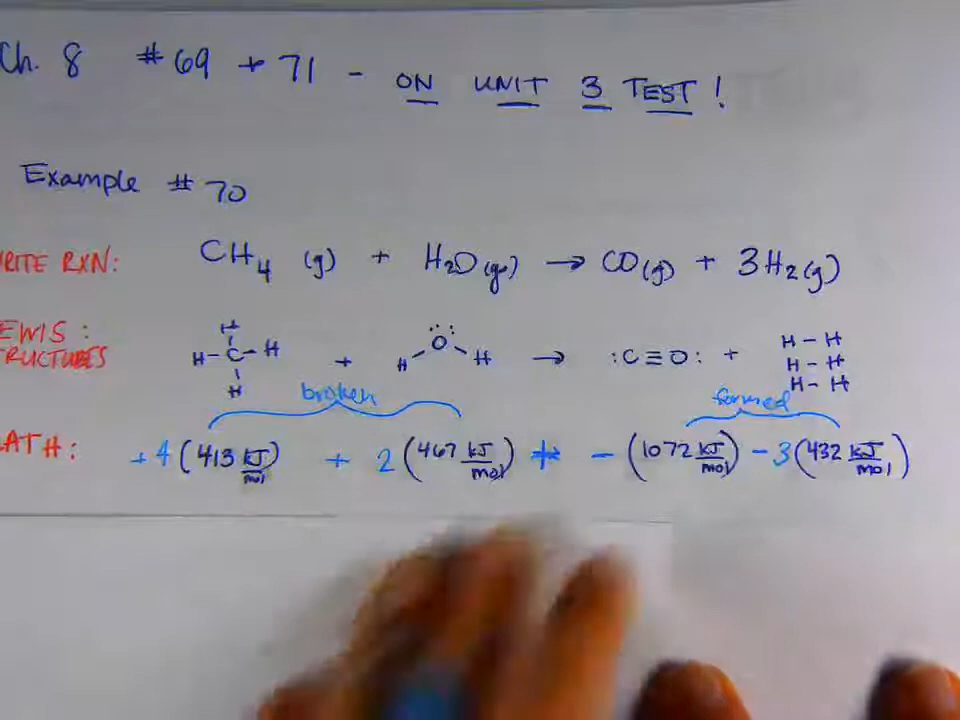 Ch. 8 #69 + 71 - ON UNIT 3 TEST!
Example #70
RITE RXN: CH₄ (g) + H₂O(g) → CO(g) + 3H₂(g)
H H-H
EWIS: H-C-H + H-O-H → :C≡O: + H-H
TRUCTURES H H-H
broken formed
ATH: +4(413 kJ/mol) + 2(467 kJ/mol) + - (1072 kJ/mol) - 3(432 kJ/mol)